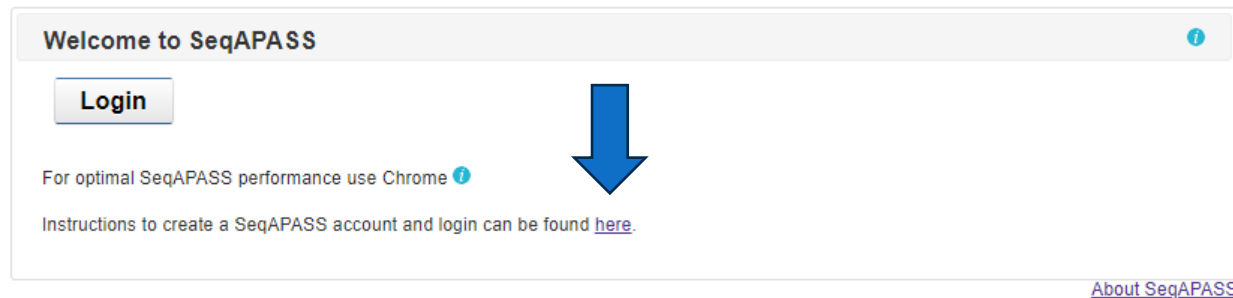 Welcome to SeqAPASS
Login
For optimal SeqAPASS performance use Chrome
Instructions to create a SeqAPASS account and login can be found here.
About SeqAPASS